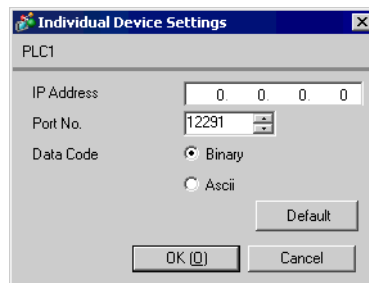 Individual Device Settings
PLC1
IP Address 0. 0. 0. 0
Port No. 12291
Data Code Binary
Ascii
Default
OK (O) Cancel